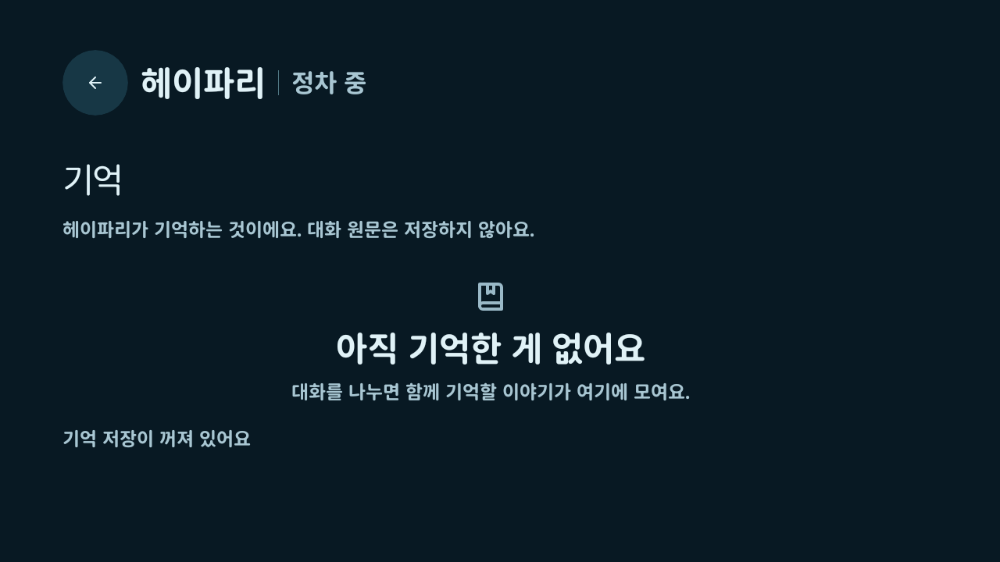 헤이파리 정차 중
기억
헤이파리가 기억하는 것이에요. 대화 원문은 저장하지 않아요.
아직 기억한 게 없어요
대화를 나누면 함께 기억할 이야기가 여기에 모여요.
기억 저장이 꺼져 있어요